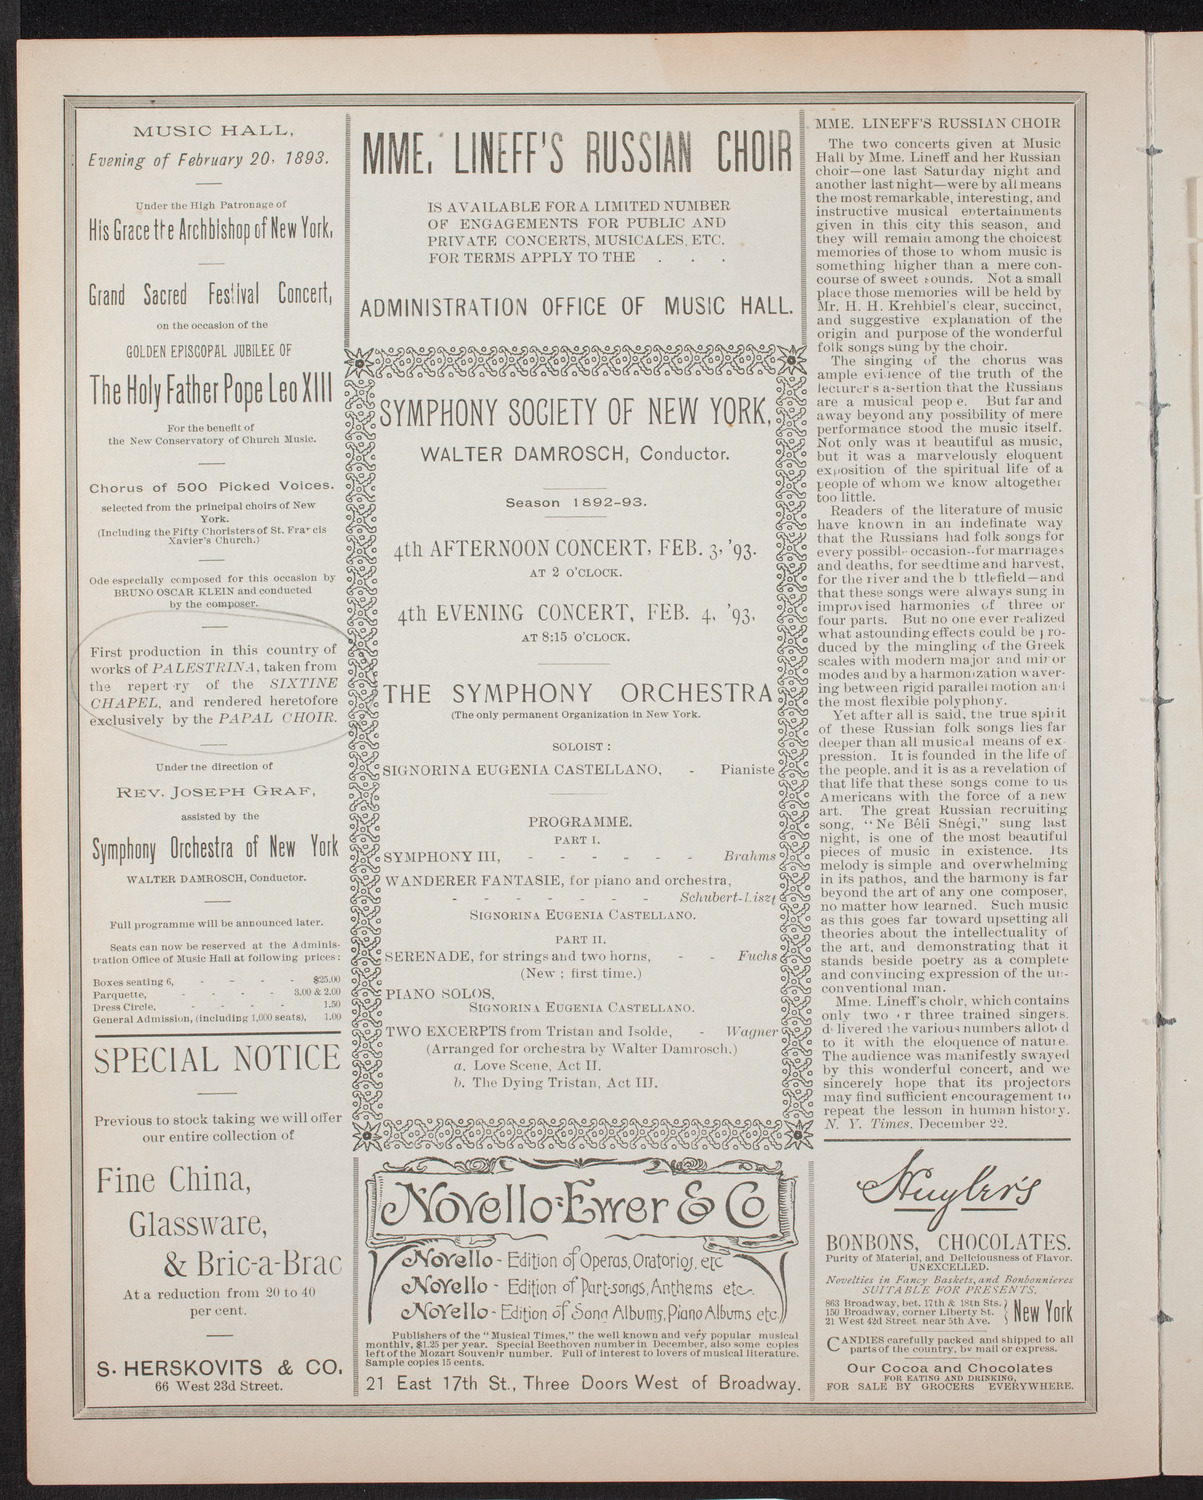 MUSIC HALL,
Evening of February 20, 1893.
Under the High Patronage of
His Grace the Archbishop of New York,
Grand Sacred Festival Concert,
on the occasion of the
GOLDEN EPISCOPAL JUBILEE OF
The Holy Father Pope Leo XIII
For the benefit of
the New Conservatory of Church Music.
Chorus of 500 Picked Voices.
selected from the principal choirs of New
York.
(Including the Fifty Choristers of St. Francis
Xavier's Church.)
Ode especially composed for this occasion by
BRUNO OSCAR KLEIN and conducted
by the composer.
First production in this country of
works of PALESTRINA, taken from
the repert ry of the SIXTINE
CHAPEL, and rendered heretofore
exclusively by the PAPAL CHOIR.
Under the direction of
REV. JOSEPH GRAF,
assisted by the
Symphony Orchestra of New York
WALTER DAMROSCH, Conductor.
Full programme will be announced later.
Seats can now be reserved at the Adminis-
tration Office of Music Hall at following prices:
Boxes seating 6, - - - - $25.00
Parquette, - - - - 3.00 & 2.00
Dress Circle, - - - - 1.50
General Admission, (including 1,000 seats), 1.00
SPECIAL NOTICE
Previous to stock taking we will offer
our entire collection of
Fine China,
Glassware,
& Bric-a-Brac
At a reduction from 20 to 40
per cent.
S. HERSKOVITS & CO,
66 West 23d Street.
MME. LINEFF'S RUSSIAN CHOIR
IS AVAILABLE FOR A LIMITED NUMBER
OF ENGAGEMENTS FOR PUBLIC AND
PRIVATE CONCERTS, MUSICALES, ETC.
FOR TERMS APPLY TO THE . . .
ADMINISTRATION OFFICE OF MUSIC HALL.
SYMPHONY SOCIETY OF NEW YORK,
WALTER DAMROSCH, Conductor.
Season 1892-93.
4th AFTERNOON CONCERT, FEB. 3, '93.
AT 2 O'CLOCK.
4th EVENING CONCERT, FEB. 4, '93,
AT 8:15 O'CLOCK.
THE SYMPHONY ORCHESTRA
(The only permanent Organization in New York.
SOLOIST:
SIGNORINA EUGENIA CASTELLANO, - Pianiste
PROGRAMME.
PART I.
SYMPHONY III, - - - - - - Brahms
WANDERER FANTASIE, for piano and orchestra,
- - - - - - - Schubert-Liszt
SIGNORINA EUGENIA CASTELLANO.
PART II.
SERENADE, for strings and two horns, - - Fuchs
(New; first time.)
PIANO SOLOS,
SIGNORINA EUGENIA CASTELLANO.
TWO EXCERPTS from Tristan and Isolde, - Wagner
(Arranged for orchestra by Walter Damrosch.)
a. Love Scene, Act II.
b. The Dying Tristan, Act III.
Novello-Ewer & Co
Novello - Edition of Operas, Oratorios, etc
Novello - Edition of Part-songs, Anthems etc.
Novello - Edition of Song Albums, Piano Albums etc.
Publishers of the "Musical Times," the well known and very popular musical
monthly, $1.25 per year. Special Beethoven number in December, also some copies
left of the Mozart Souvenir number. Full of interest to lovers of musical literature.
Sample copies 15 cents.
21 East 17th St., Three Doors West of Broadway.
MME. LINEFF'S RUSSIAN CHOIR
The two concerts given at Music
Hall by Mme. Lineff and her Russian
choir—one last Saturday night and
another last night—were by all means
the most remarkable, interesting, and
instructive musical entertainments
given in this city this season, and
they will remain among the choicest
memories of those to whom music is
something higher than a mere con-
course of sweet sounds. Not a small
place those memories will be held by
Mr. H. H. Krehbiel's clear, succinct,
and suggestive explanation of the
origin and purpose of the wonderful
folk songs sung by the choir.
The singing of the chorus was
ample evidence of the truth of the
lecturer s a-sertion that the Russians
are a musical peop e. But far and
away beyond any possibility of mere
performance stood the music itself.
Not only was it beautiful as music,
but it was a marvelously eloquent
exposition of the spiritual life of a
people of whom we know altogether
too little.
Readers of the literature of music
have known in an indefinate way
that the Russians had folk songs for
every possibl- occasion--for marriages
and deaths, for seedtime and harvest,
for the river and the b ttlefield—and
that these songs were always sung in
improvised harmonies of three or
four parts. But no one ever realized
what astounding effects could be pro-
duced by the mingling of the Greek
scales with modern major and minor
modes and by a harmonization waver-
ing between rigid parallel motion and
the most flexible polyphony.
Yet after all is said, the true spirit
of these Russian folk songs lies far
deeper than all musical means of ex-
pression. It is founded in the life of
the people, and it is as a revelation of
that life that these songs come to us
Americans with the force of a new
art. The great Russian recruiting
song, "Ne Béli Snégi," sung last
night, is one of the most beautiful
pieces of music in existence. Its
melody is simple and overwhelming
in its pathos, and the harmony is far
beyond the art of any one composer,
no matter how learned. Such music
as this goes far toward upsetting all
theories about the intellectuality of
the art, and demonstrating that it
stands beside poetry as a complete
and convincing expression of the un-
conventional man.
Mme. Lineff's choir, which contains
only two or three trained singers.
d-livered the various numbers allot d
to it with the eloquence of nature.
The audience was manifestly swayed
by this wonderful concert, and we
sincerely hope that its projectors
may find sufficient encouragement to
repeat the lesson in human history.
N. Y. Times, December 22.
Huyler's
BONBONS, CHOCOLATES.
Purity of Material, and Deliciousness of Flavor.
UNEXCELLED.
Novelties in Fancy Baskets, and Bonbonnieres
SUITABLE FOR PRESENTS.
863 Broadway, bet. 17th & 18th Sts.
150 Broadway, corner Liberty St. New York
21 West 42d Street, near 5th Ave.
CANDIES carefully packed and shipped to all
parts of the country, by mail or express.
Our Cocoa and Chocolates
FOR EATING AND DRINKING,
FOR SALE BY GROCERS EVERYWHERE.